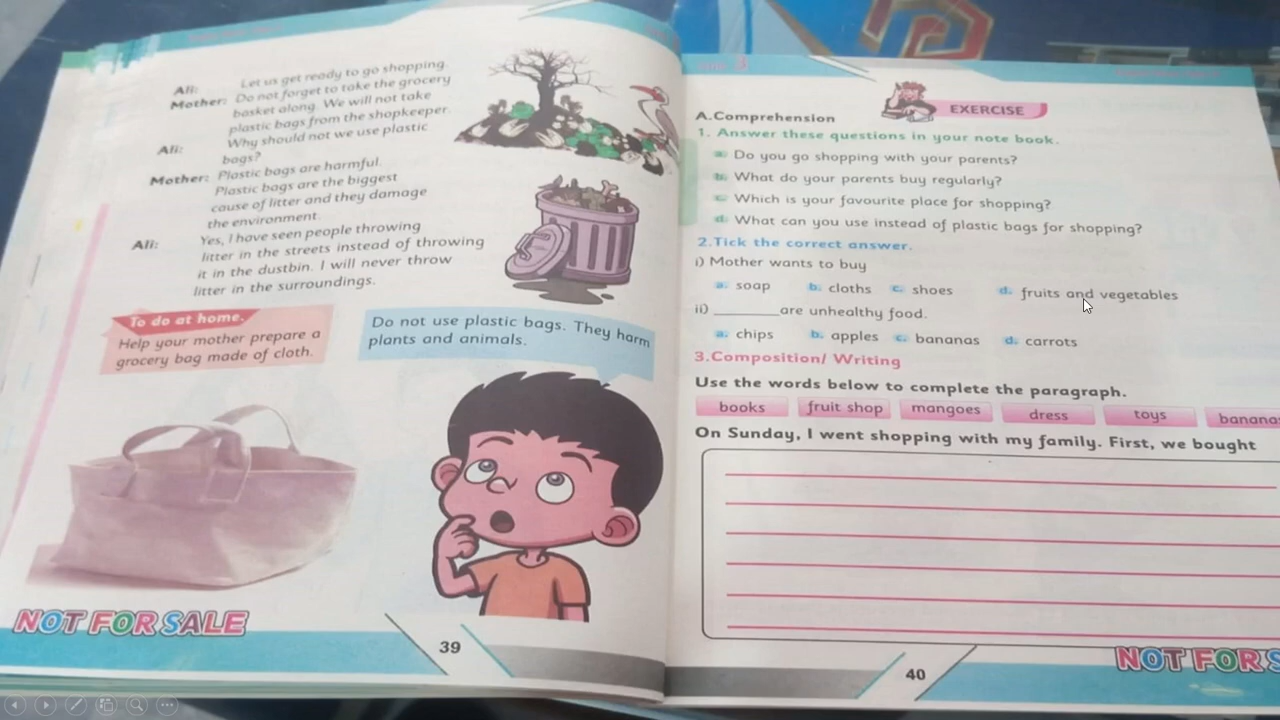 Ali: Let us get ready to go shopping.
Mother: Do not forget to take the grocery
basket along. We will not take
plastic bags from the shopkeeper.
Ali: Why should not we use plastic
bags?
Mother: Plastic bags are harmful.
Plastic bags are the biggest
cause of litter and they damage
the environment.
Ali: Yes, I have seen people throwing
litter in the streets instead of throwing
it in the dustbin. I will never throw
litter in the surroundings.
To do at home.
Help your mother prepare a
grocery bag made of cloth.
Do not use plastic bags. They harm
plants and animals.
NOT FOR SALE
39
3
EXERCISE
A.Comprehension
1. Answer these questions in your note book.
a. Do you go shopping with your parents?
b. What do your parents buy regularly?
c. Which is your favourite place for shopping?
d. What can you use instead of plastic bags for shopping?
2.Tick the correct answer.
i) Mother wants to buy
a. soap b. cloths c. shoes d. fruits and vegetables
ii) ________are unhealthy food.
a. chips b. apples c. bananas d. carrots
3.Composition/ Writing
Use the words below to complete the paragraph.
books fruit shop mangoes dress toys banana
On Sunday, I went shopping with my family. First, we bought
40
NOT FOR S